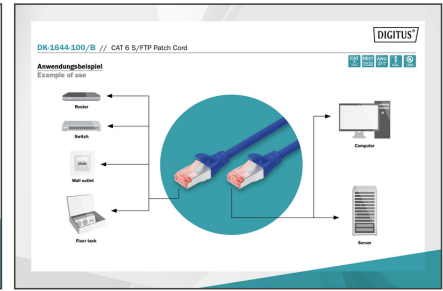 DIGITUS®
DK-1644-100/B // CAT 6 S/FTP Patch Cord
Anwendungsbeispiel
Example of use
Router
Switch
Wall outlet
Floor tank
Computer
Server